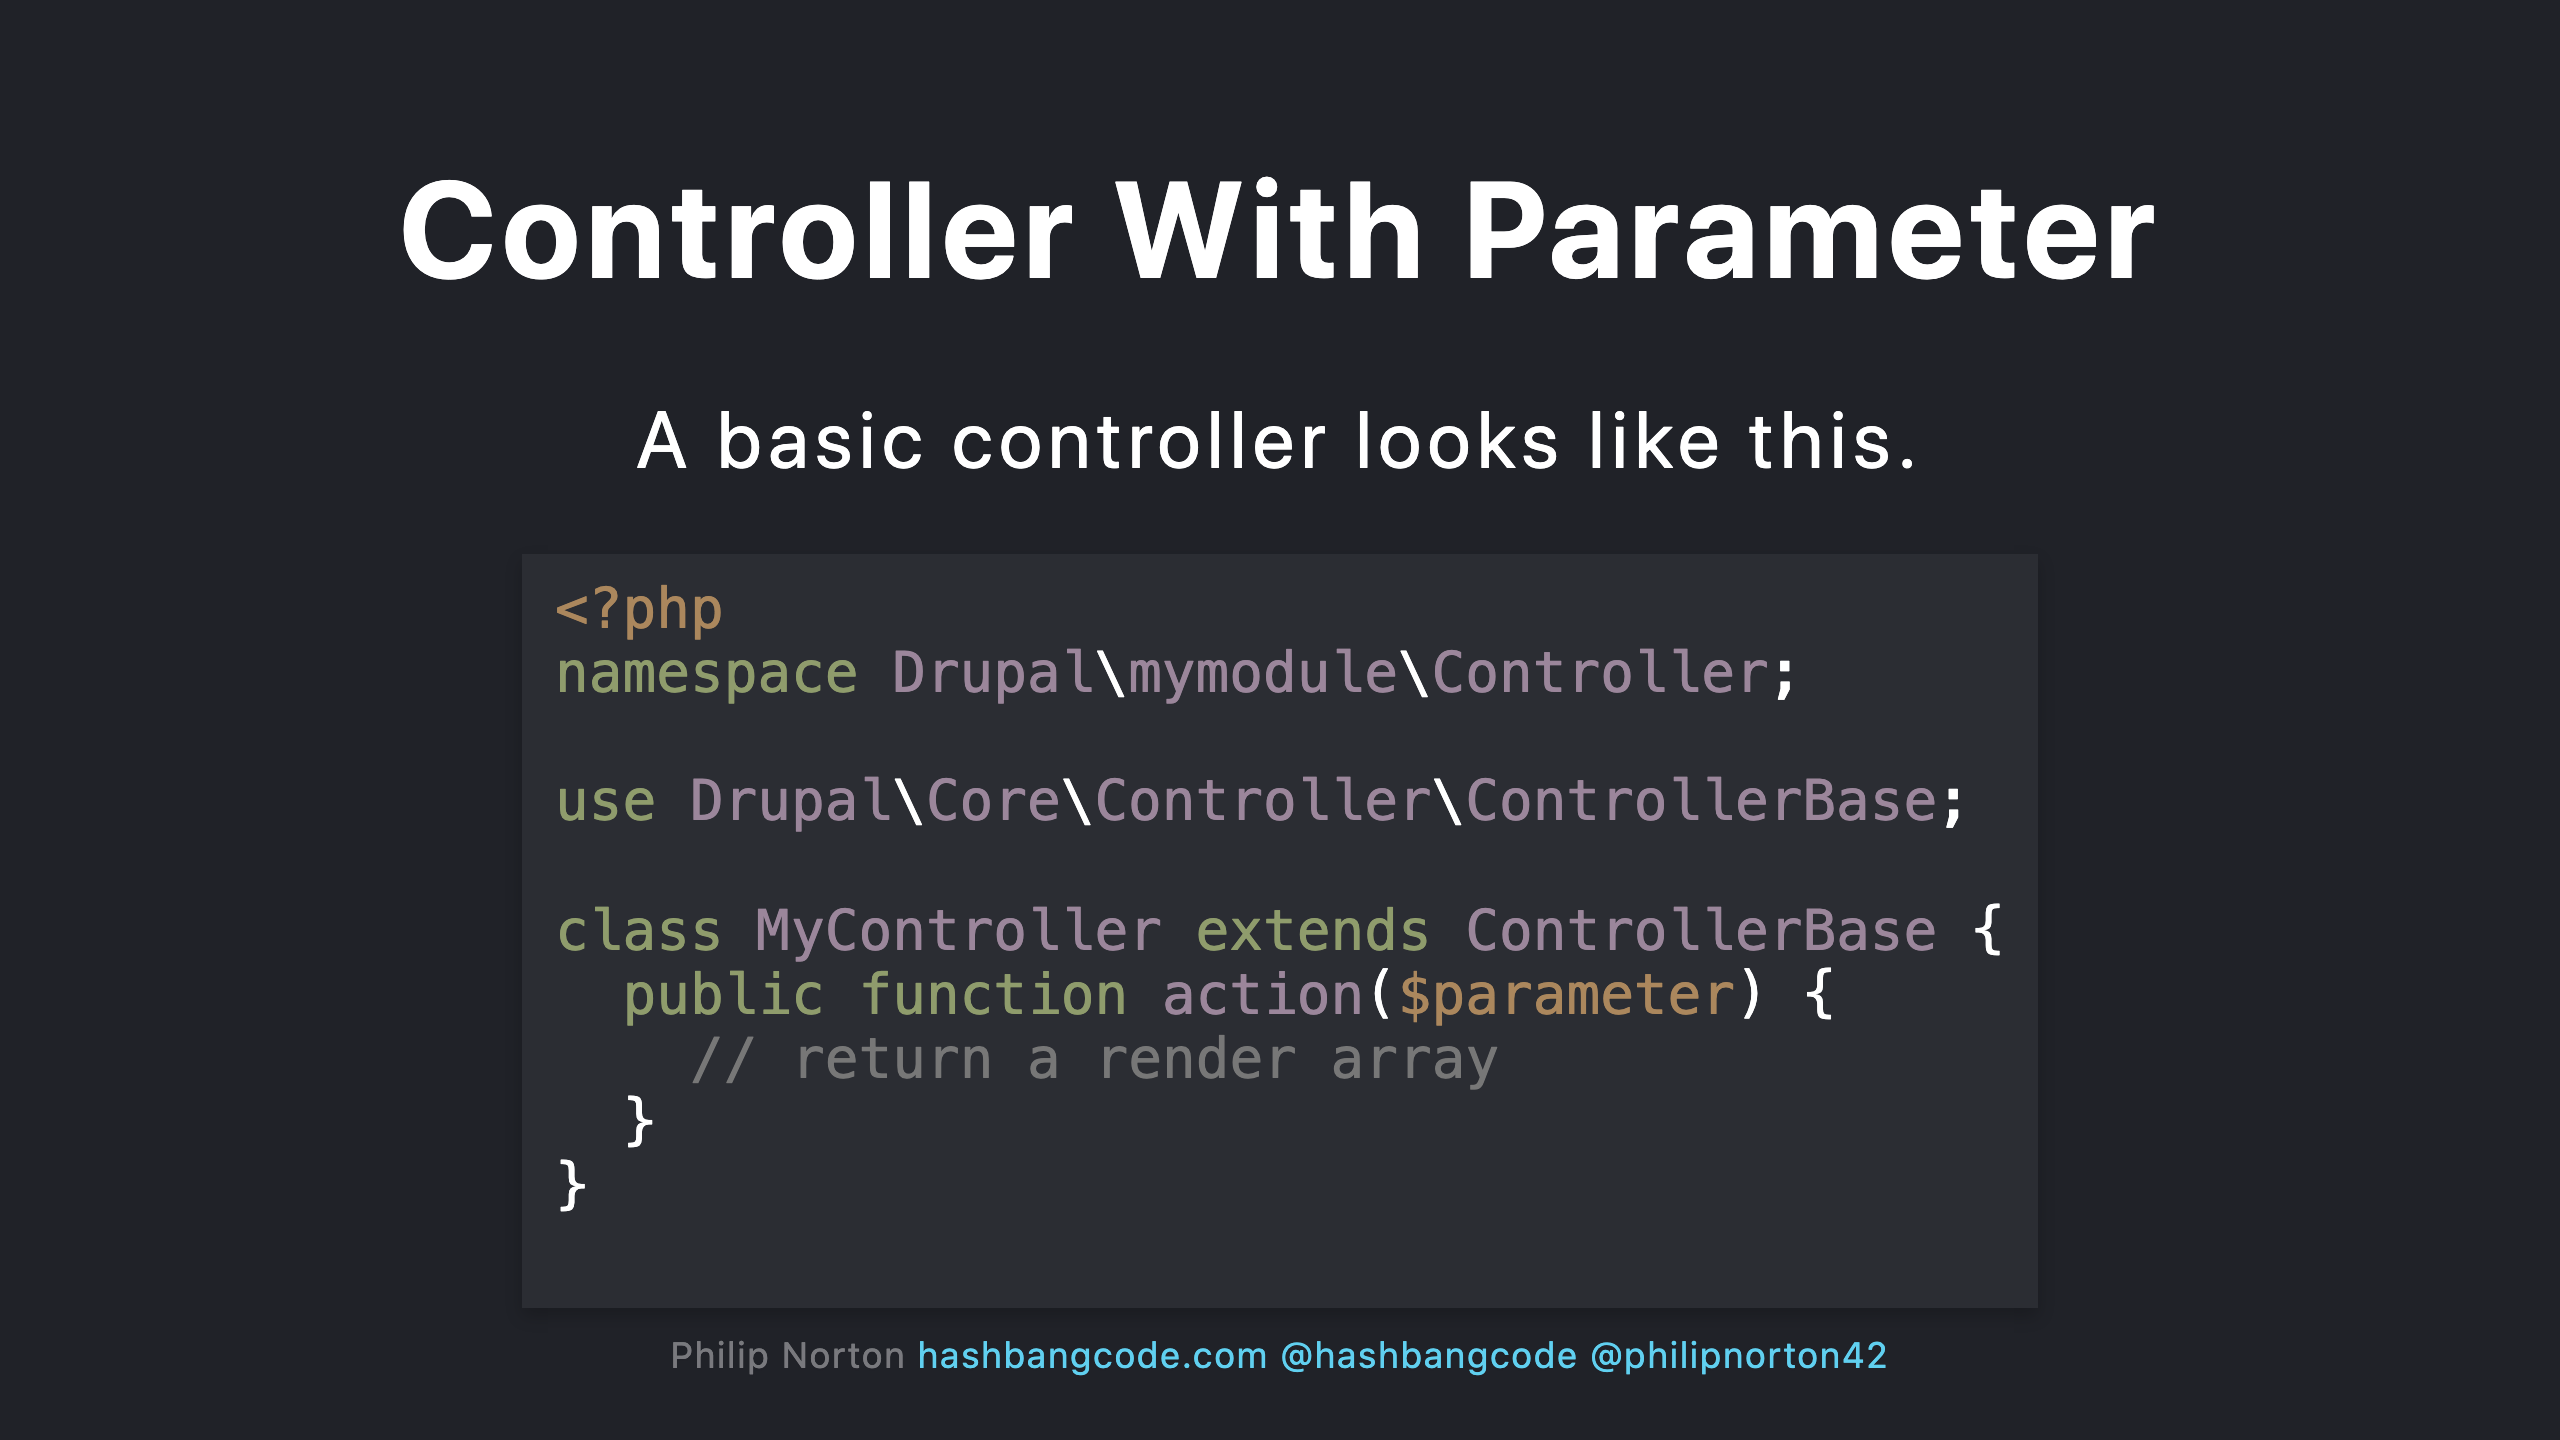 Controller With Parameter
A basic controller looks like this.
<?php
namespace Drupal\mymodule\Controller;
use Drupal\Core\Controller\ControllerBase;
class MyController extends ControllerBase {
  public function action($parameter) {
    // return a render array
  }
}
Philip Norton hashbangcode.com @hashbangcode @philipnorton42